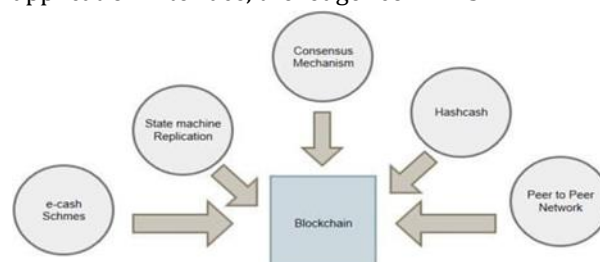 Consensus
Mechanism
State machine
Replication
Hashcash
e-cash
Schmes
Peer to Peer
Network
Blockchain